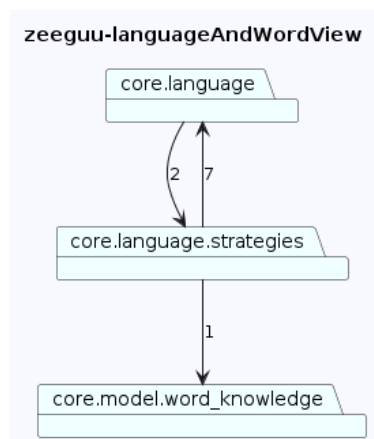 zeeguu-languageAndWordView
core.language
2
7
core.language.strategies
1
core.model.word_knowledge